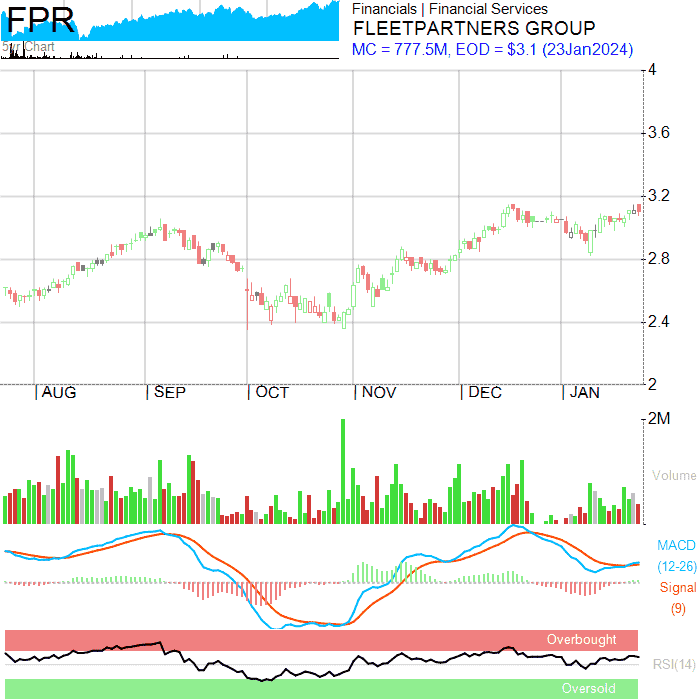 FPR
5yr Chart
Financials | Financial Services
FLEETPARTNERS GROUP
MC = 777.5M, EOD = $3.1 (23Jan2024)
4
3.6
3.2
2.8
2.4
2
| AUG | SEP | OCT | NOV | DEC | JAN
2M
Volume
MACD
(12-26)
Signal
(9)
Overbought
RSI(14)
Oversold